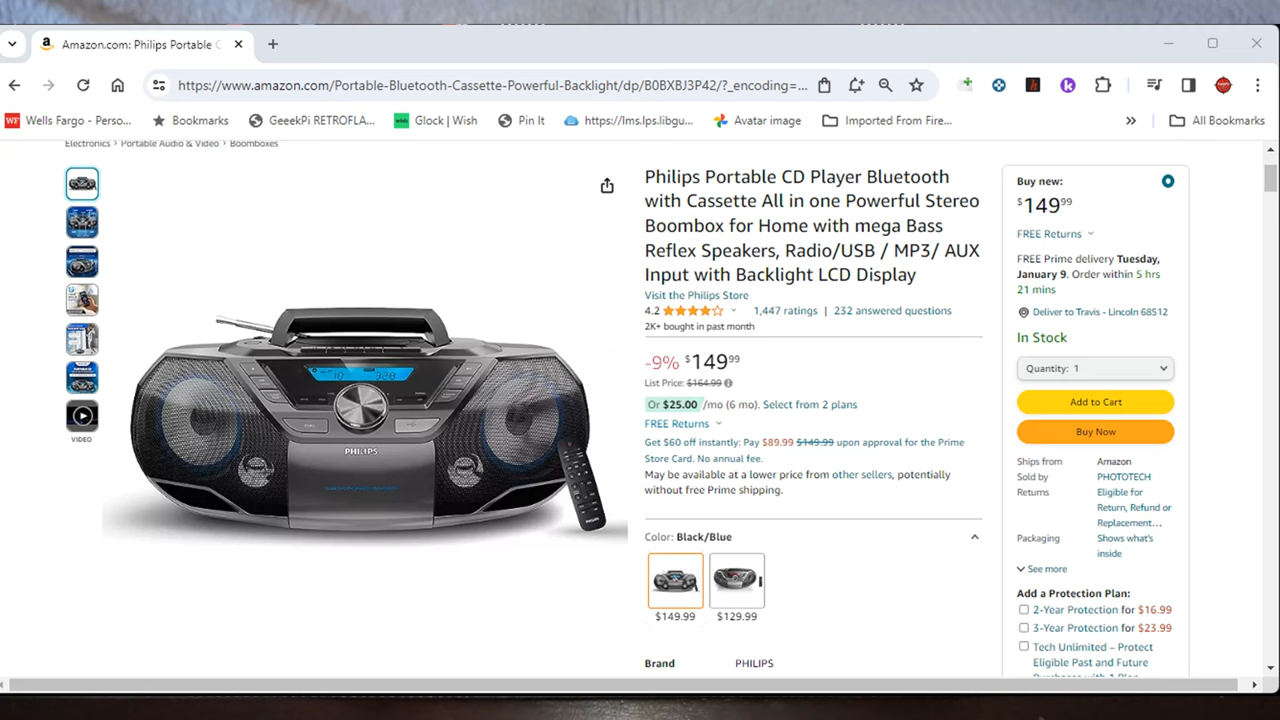 Amazon.com: Philips Portable C
https://www.amazon.com/Portable-Bluetooth-Cassette-Powerful-Backlight/dp/B0BXBJ3P42/?_encoding=...
WF Wells Fargo - Perso...
Bookmarks
GeeekPi RETROFLA...
Glock | Wish
Pin It
https://lms.lps.libgu...
Avatar image
Imported From Fire...
»
All Bookmarks
Electronics › Portable Audio & Video › Boomboxes
VIDEO
PHILIPS
Philips Portable CD Player Bluetooth
with Cassette All in one Powerful Stereo
Boombox for Home with mega Bass
Reflex Speakers, Radio/USB / MP3/ AUX
Input with Backlight LCD Display
Visit the Philips Store
4.2
1,447 ratings | 232 answered questions
2K+ bought in past month
-9% $149.99
List Price: $164.99
Or $25.00 /mo (6 mo). Select from 2 plans
FREE Returns
Get $60 off instantly: Pay $89.99 $149.99 upon approval for the Prime
Store Card. No annual fee.
May be available at a lower price from other sellers, potentially
without free Prime shipping.
Color: Black/Blue
$149.99 $129.99
Brand PHILIPS
Buy new:
$149.99
FREE Returns
FREE Prime delivery Tuesday,
January 9. Order within 5 hrs
21 mins
Deliver to Travis - Lincoln 68512
In Stock
Quantity: 1
Add to Cart
Buy Now
Ships from Amazon
Sold by PHOTOTECH
Returns Eligible for
Return, Refund or
Replacement...
Packaging Shows what's
inside
See more
Add a Protection Plan:
2-Year Protection for $16.99
3-Year Protection for $23.99
Tech Unlimited – Protect
Eligible Past and Future